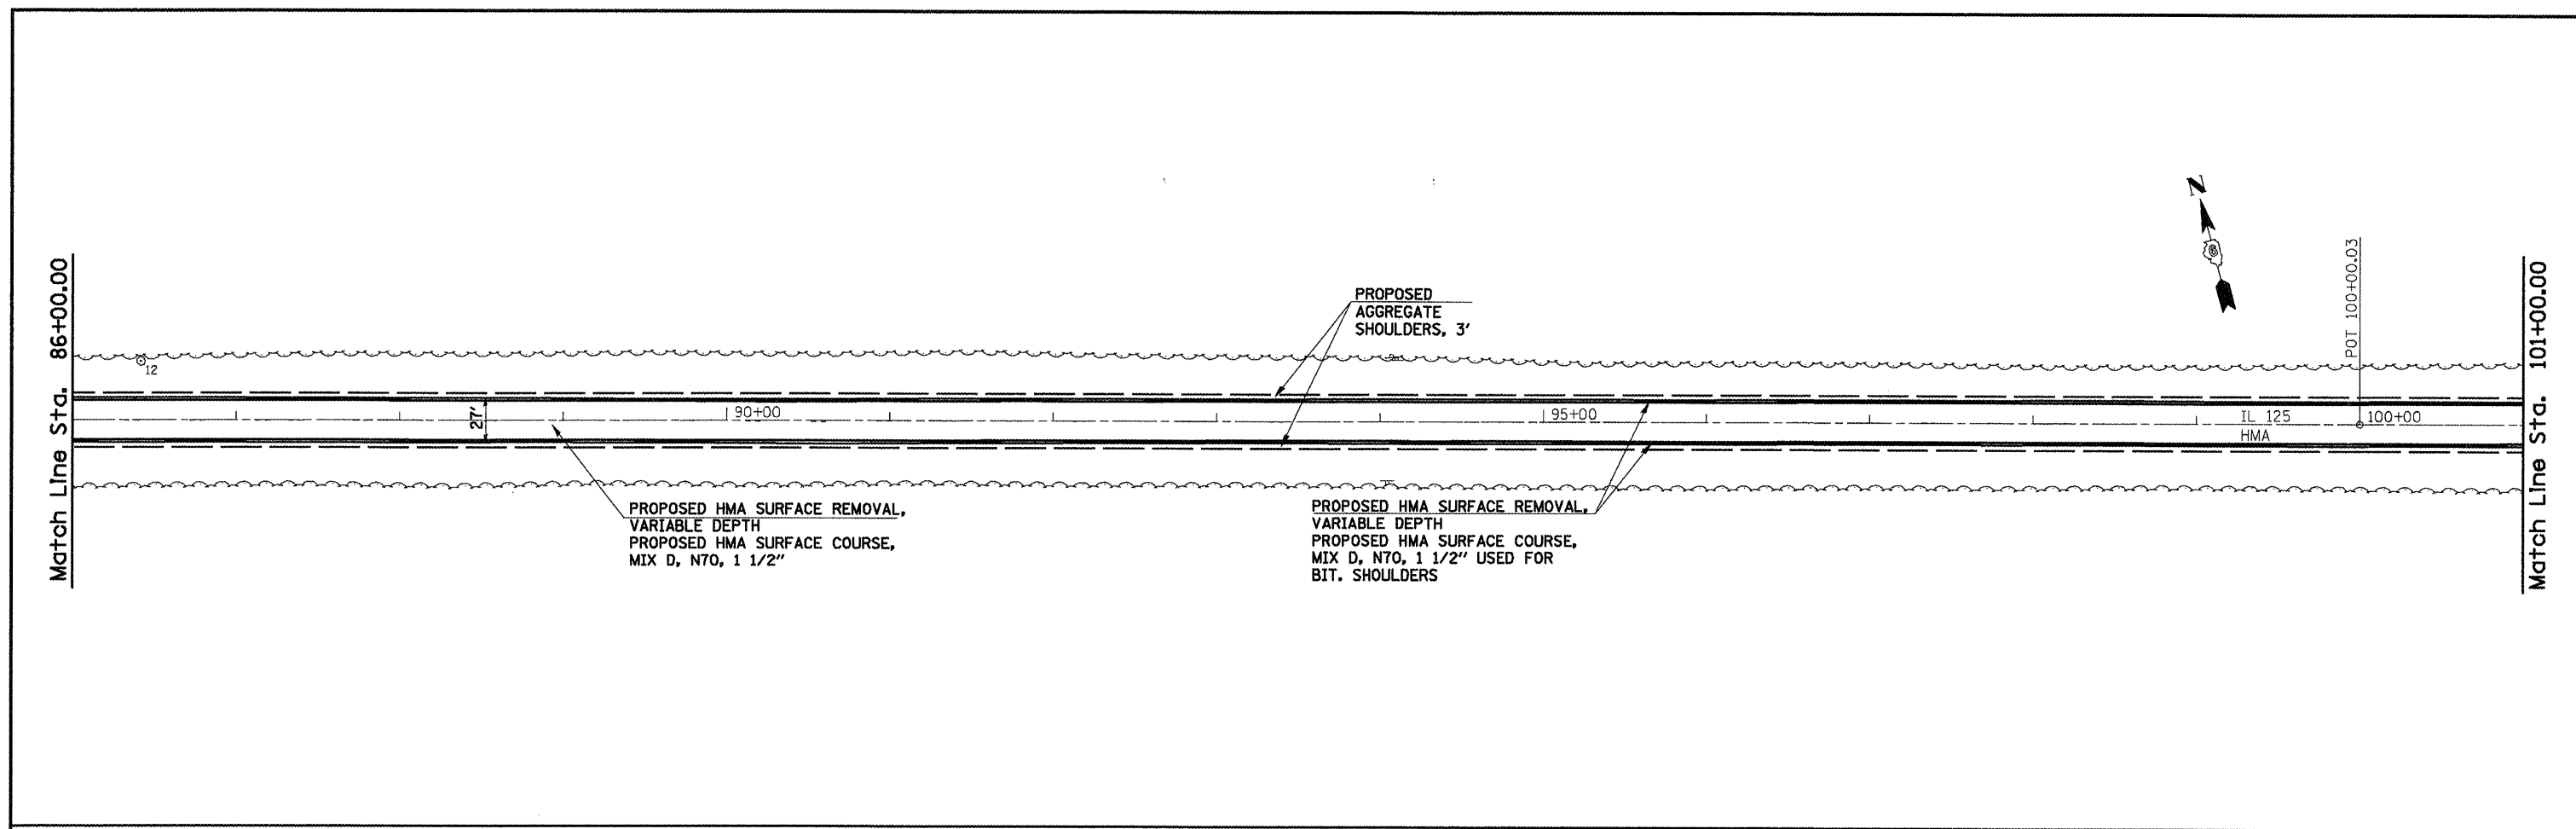 N
POT 100+00.03
Match Line Sta. 86+00.00
Match Line Sta. 101+00.00
PROPOSED
AGGREGATE
SHOULDERS, 3'
12
27'
90+00
95+00
IL 125
100+00
HMA
PROPOSED HMA SURFACE REMOVAL,
VARIABLE DEPTH
PROPOSED HMA SURFACE COURSE,
MIX D, N70, 1 1/2"
PROPOSED HMA SURFACE REMOVAL,
VARIABLE DEPTH
PROPOSED HMA SURFACE COURSE,
MIX D, N70, 1 1/2" USED FOR
BIT. SHOULDERS